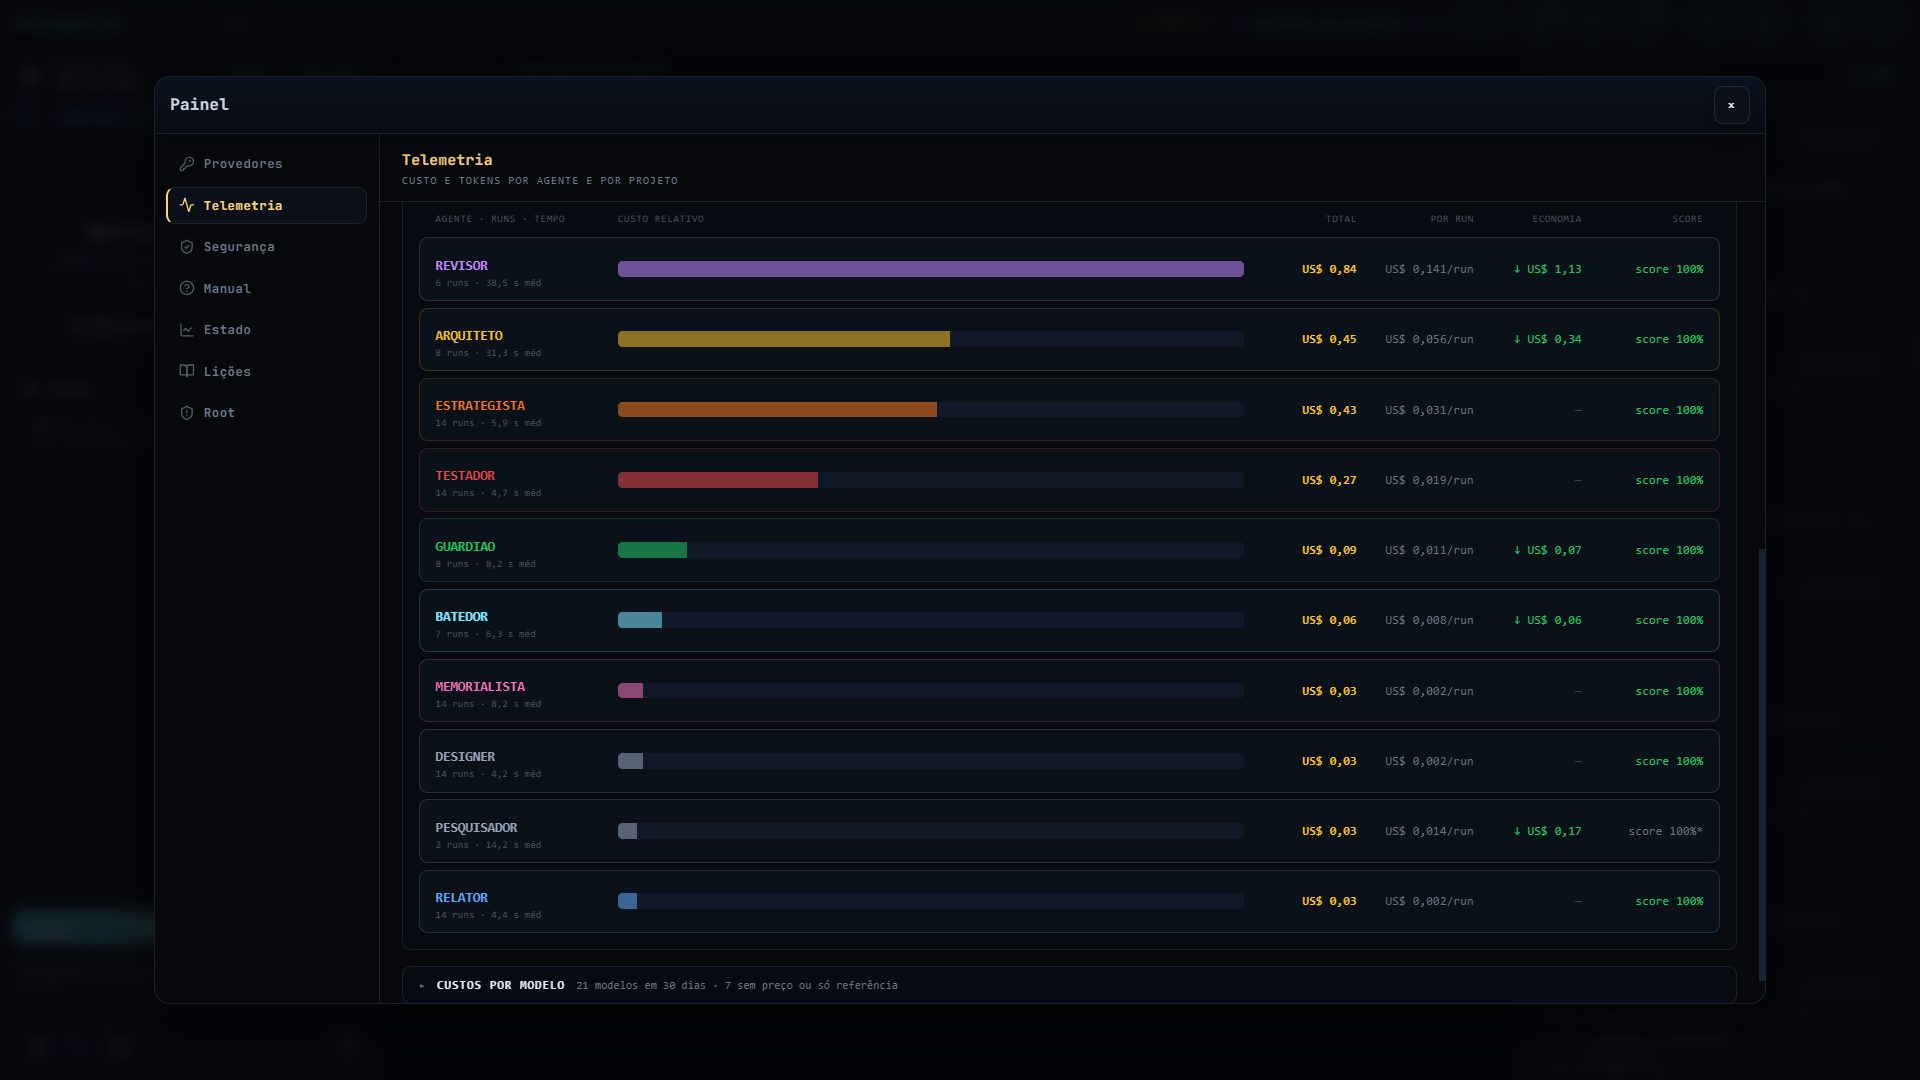 Painel
×
Provedores
Telemetria
Segurança
Manual
Estado
Lições
Root
Telemetria
CUSTO E TOKENS POR AGENTE E POR PROJETO
AGENTE · RUNS · TEMPO CUSTO RELATIVO TOTAL POR RUN ECONOMIA SCORE
REVISOR
6 runs · 38,5 s méd
US$ 0,84 US$ 0,141/run ↓ US$ 1,13 score 100%
ARQUITETO
8 runs · 31,3 s méd
US$ 0,45 US$ 0,056/run ↓ US$ 0,34 score 100%
ESTRATEGISTA
14 runs · 5,9 s méd
US$ 0,43 US$ 0,031/run — score 100%
TESTADOR
14 runs · 4,7 s méd
US$ 0,27 US$ 0,019/run — score 100%
GUARDIAO
8 runs · 8,2 s méd
US$ 0,09 US$ 0,011/run ↓ US$ 0,07 score 100%
BATEDOR
7 runs · 6,3 s méd
US$ 0,06 US$ 0,008/run ↓ US$ 0,06 score 100%
MEMORIALISTA
14 runs · 8,2 s méd
US$ 0,03 US$ 0,002/run — score 100%
DESIGNER
14 runs · 4,2 s méd
US$ 0,03 US$ 0,002/run — score 100%
PESQUISADOR
2 runs · 14,2 s méd
US$ 0,03 US$ 0,014/run ↓ US$ 0,17 score 100%*
RELATOR
14 runs · 4,4 s méd
US$ 0,03 US$ 0,002/run — score 100%
▸ CUSTOS POR MODELO 21 modelos em 30 dias · 7 sem preço ou só referência